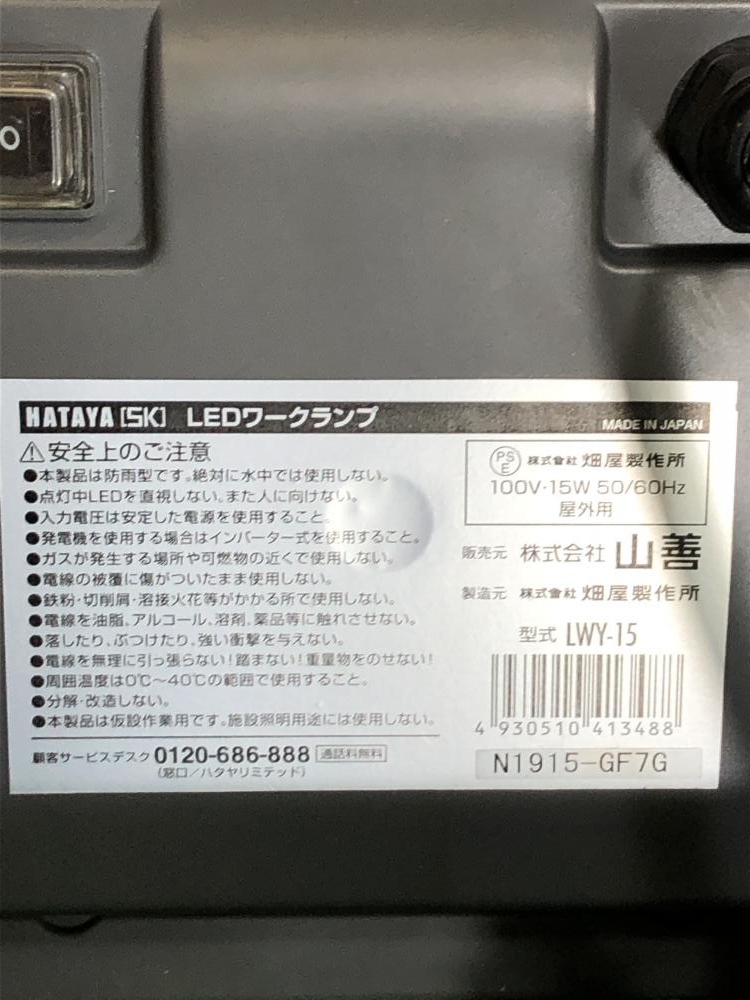 O
HATAYA [SK] LEDワークランプ
MADE IN JAPAN
⚠安全上のご注意
●本製品は防雨型です。絶対に水中では使用しない。
●点灯中LEDを直視しない。また人に向けない。
●入力電圧は安定した電源を使用すること。
●発電機を使用する場合はインバーター式を使用すること。
●ガスが発生する場所や可燃物の近くで使用しない。
●電線の被覆に傷がついたまま使用しない。
●鉄粉・切削屑・溶接火花等がかかる所で使用しない。
●電線を油脂、アルコール、溶剤、薬品等に触れさせない。
●落したり、ぶつけたり、強い衝撃を与えない。
●電線を無理に引っ張らない!踏まない!重量物をのせない!
●周囲温度は0℃~40℃の範囲で使用すること。
●分解・改造しない。
●本製品は仮設作業用です。施設照明用途には使用しない。
顧客サービスデスク 0120-686-888 通話料無料
(窓口/ハタヤリミテッド)
PSE 株式会社 畑屋製作所
100V・15W 50/60Hz
屋外用
販売元 株式会社 山善
製造元 株式会社 畑屋製作所
型式 LWY-15
4 930510 413488
N1915-GF7G